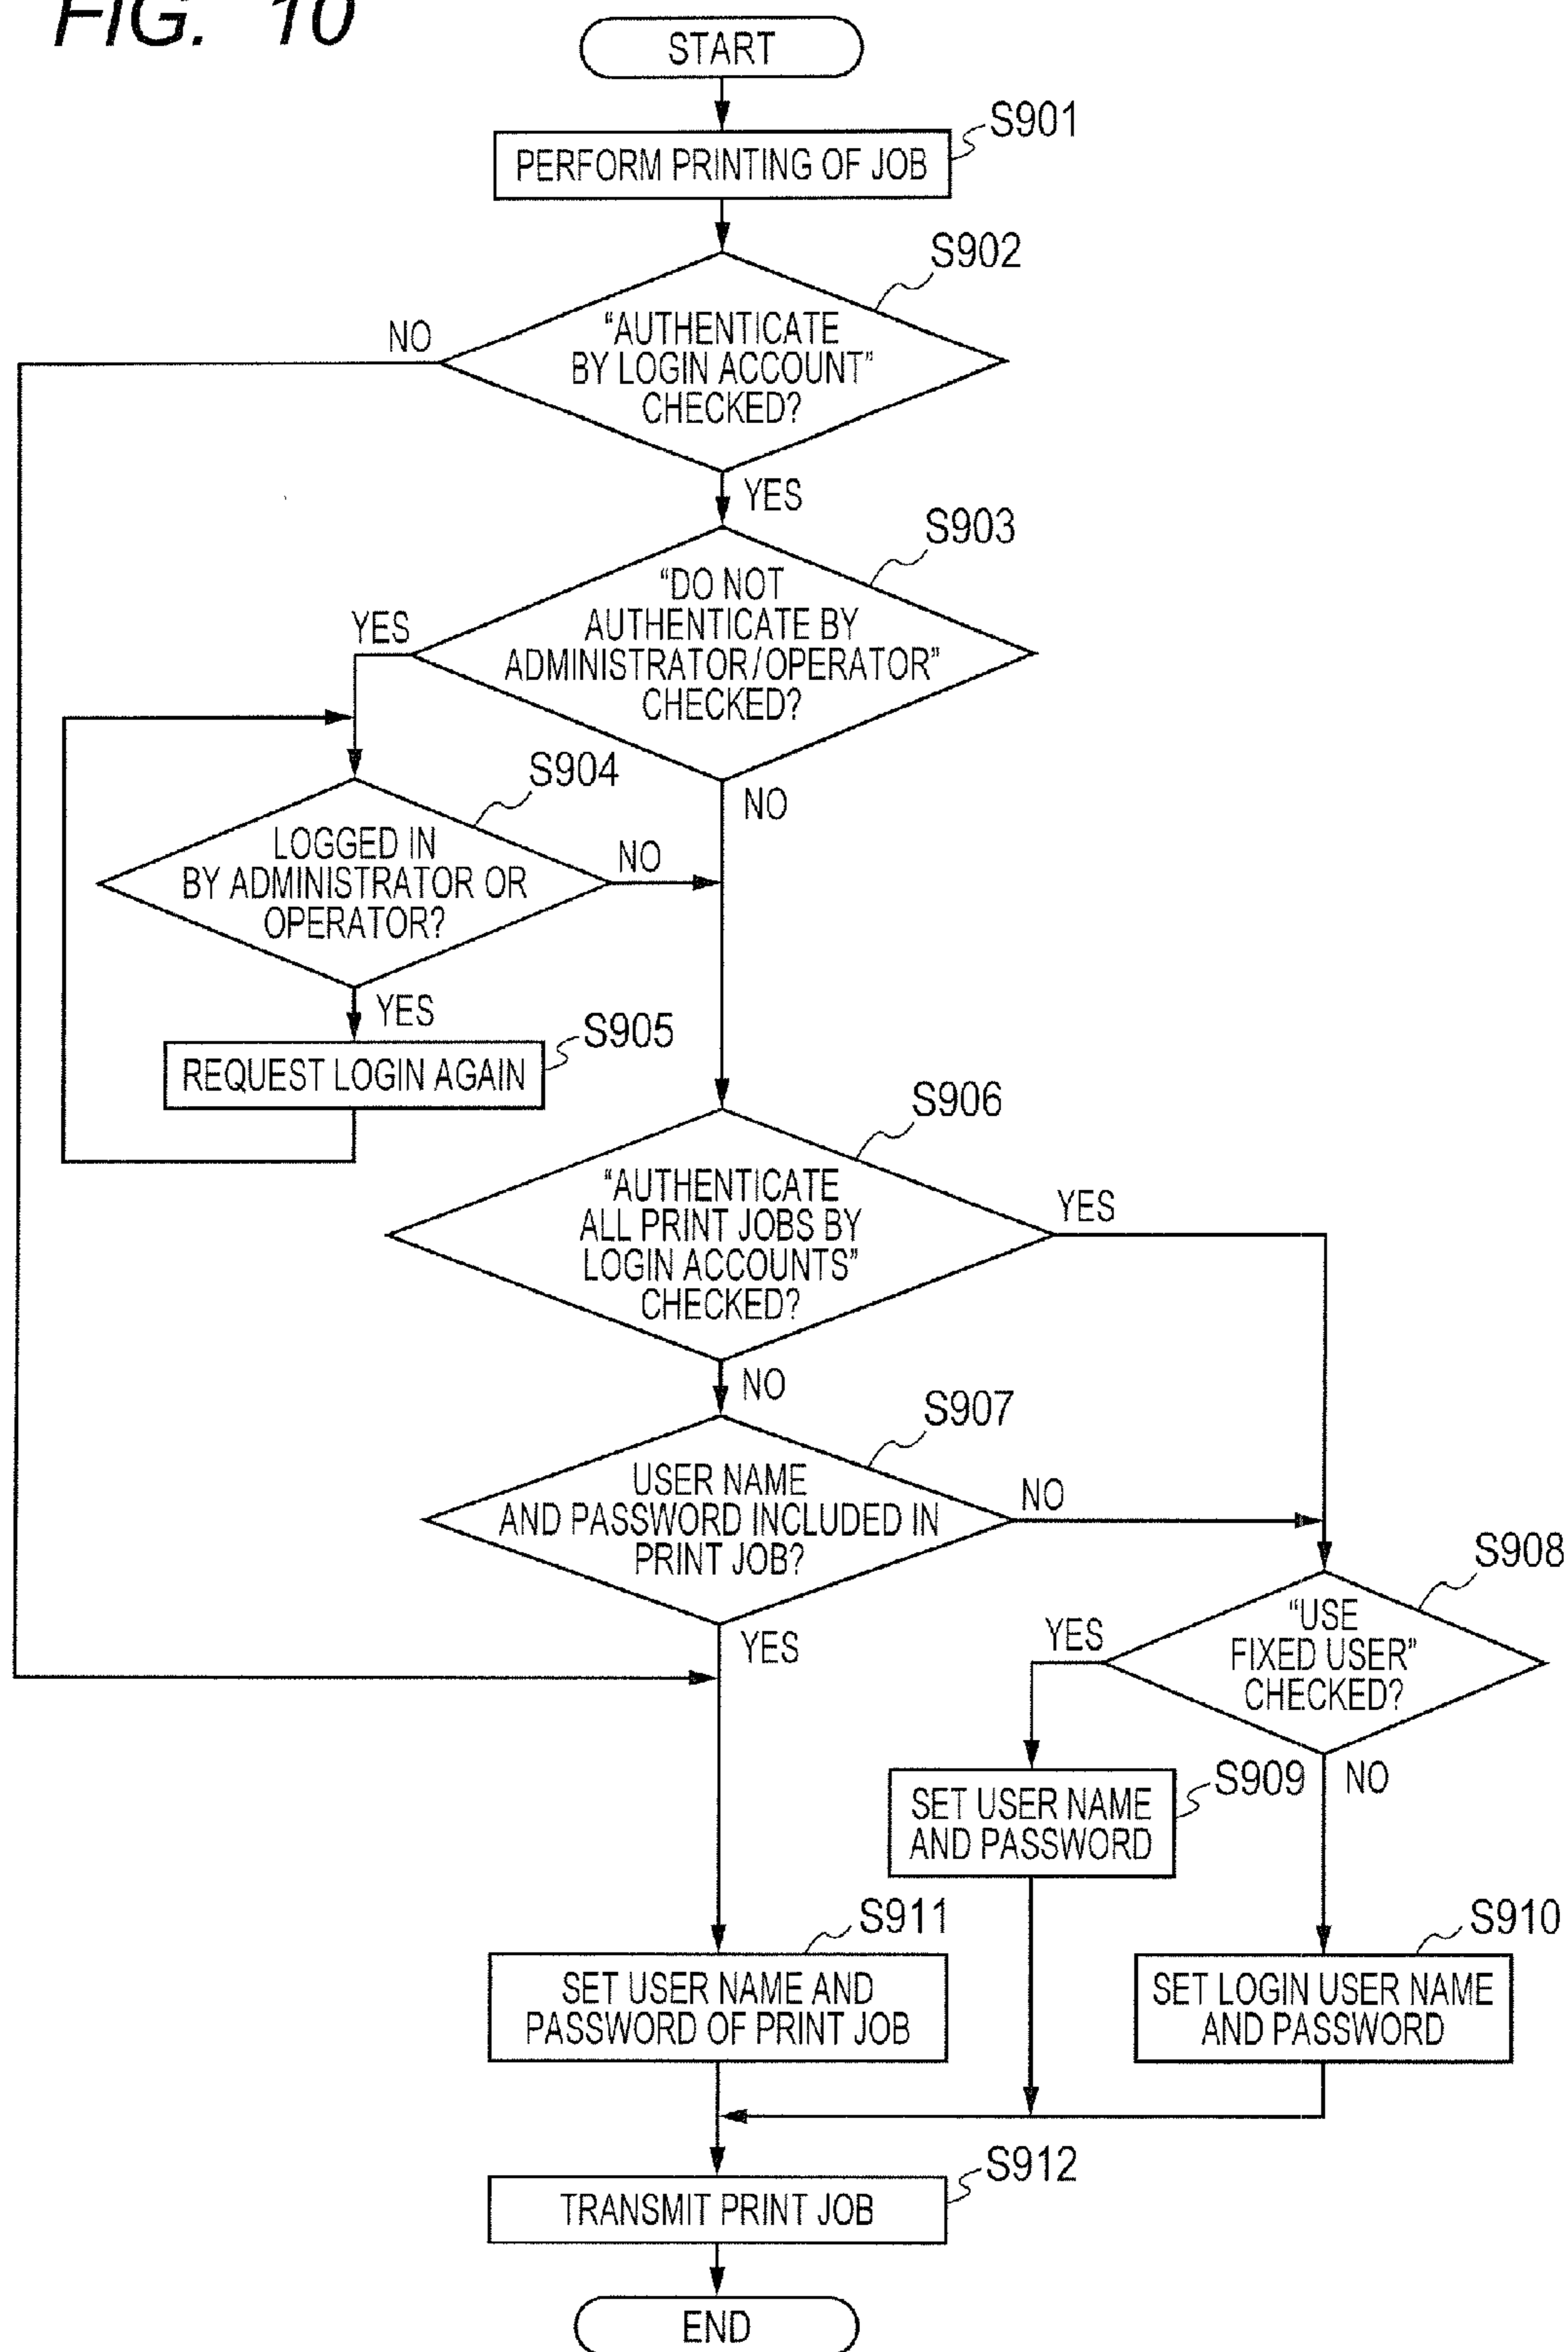 FIG. 10
START
S901
PERFORM PRINTING OF JOB
S902
NO
“AUTHENTICATE
BY LOGIN ACCOUNT”
CHECKED?
YES
S903
“DO NOT
AUTHENTICATE BY
ADMINISTRATOR/OPERATOR”
CHECKED?
YES
NO
S904
LOGGED IN
BY ADMINISTRATOR OR
OPERATOR?
NO
YES
S905
REQUEST LOGIN AGAIN
S906
“AUTHENTICATE
ALL PRINT JOBS BY
LOGIN ACCOUNTS”
CHECKED?
YES
NO
S907
USER NAME
AND PASSWORD INCLUDED IN
PRINT JOB?
NO
YES
S908
“USE
FIXED USER”
CHECKED?
YES
NO
S909
SET USER NAME
AND PASSWORD
S911
SET USER NAME AND
PASSWORD OF PRINT JOB
S910
SET LOGIN USER NAME
AND PASSWORD
S912
TRANSMIT PRINT JOB
END